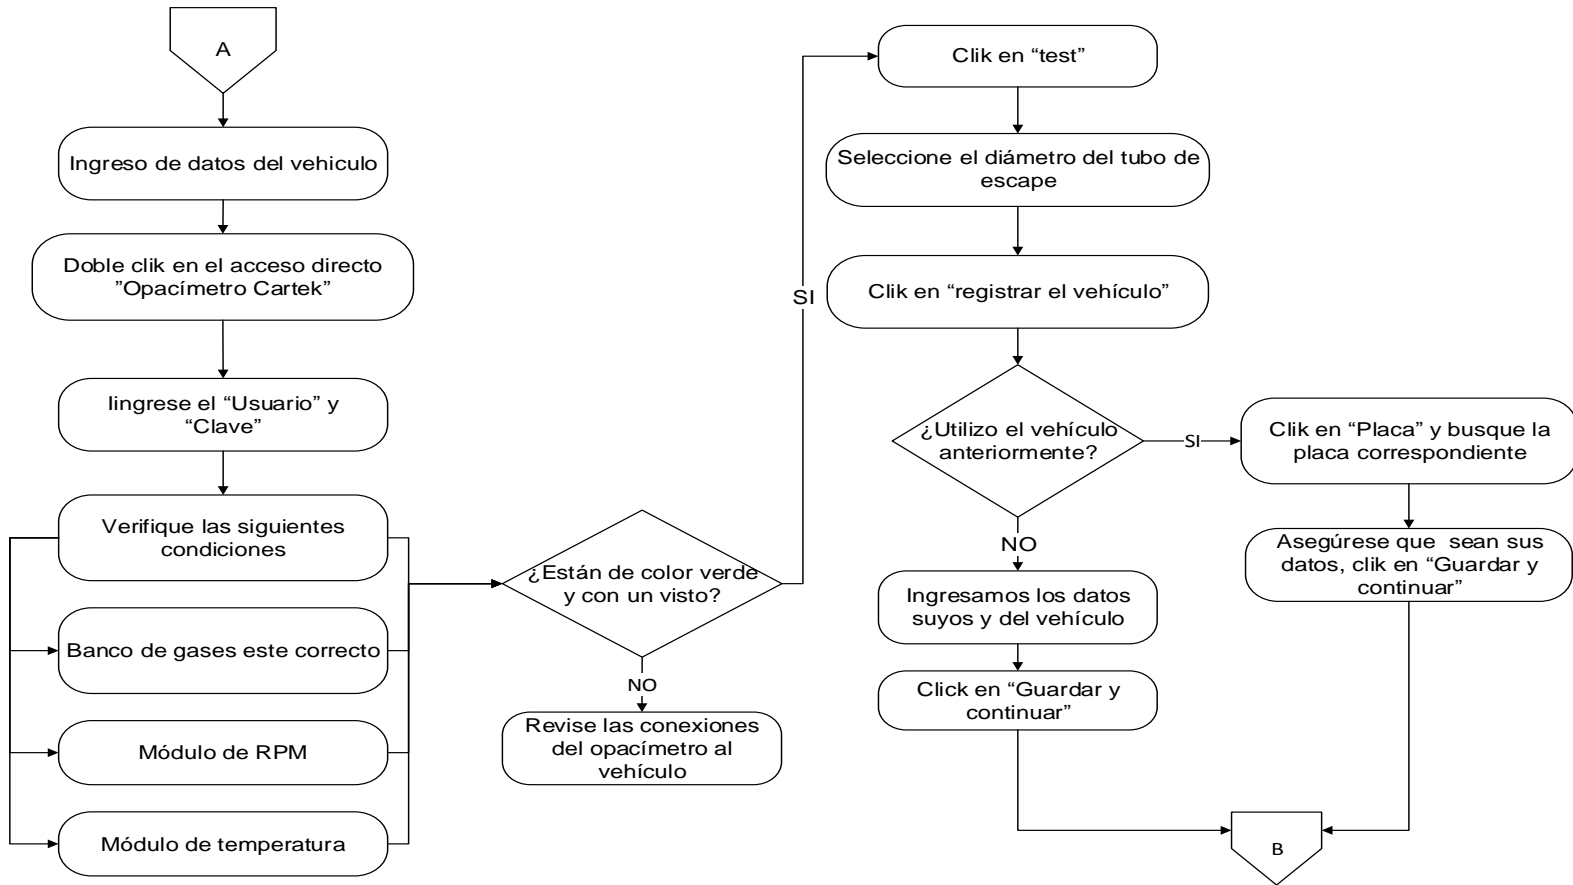 A
Ingreso de datos del vehiculo
Doble clik en el acceso directo
”Opacímetro Cartek”
Iingrese el “Usuario” y
“Clave”
Verifique las siguientes
condiciones
Banco de gases este correcto
Módulo de RPM
Módulo de temperatura
¿Están de color verde
y con un visto?
NO
Revise las conexiones
del opacímetro al
vehículo
SI
Clik en “test”
Seleccione el diámetro del tubo de
escape
Clik en “registrar el vehículo”
¿Utilizo el vehículo
anteriormente?
SI
Clik en “Placa” y busque la
placa correspondiente
Asegúrese que  sean sus
datos, clik en “Guardar y
continuar”
NO
Ingresamos los datos
suyos y del vehículo
Click en “Guardar y
continuar”
B